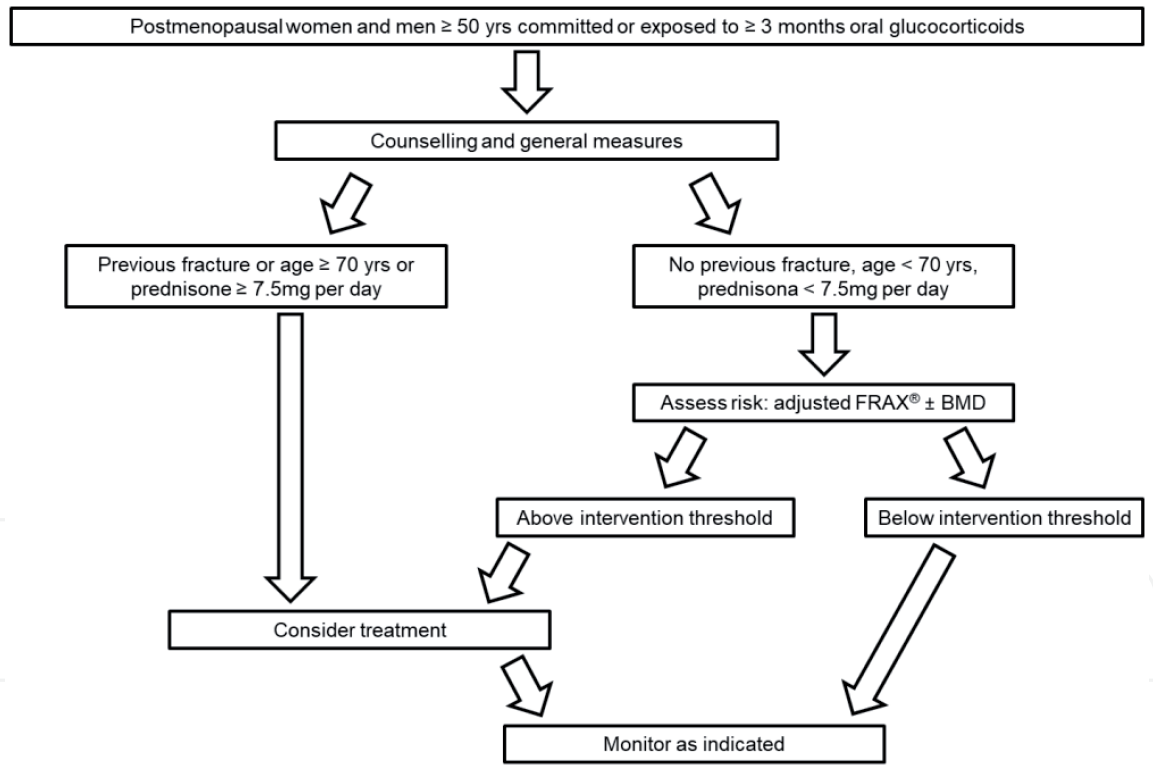 Postmenopausal women and men ≥ 50 yrs committed or exposed to ≥ 3 months oral glucocorticoids
Counselling and general measures
Previous fracture or age ≥ 70 yrs or
prednisone ≥ 7.5mg per day
No previous fracture, age < 70 yrs,
prednisona < 7.5mg per day
Assess risk: adjusted FRAX® ± BMD
Above intervention threshold
Below intervention threshold
Consider treatment
Monitor as indicated